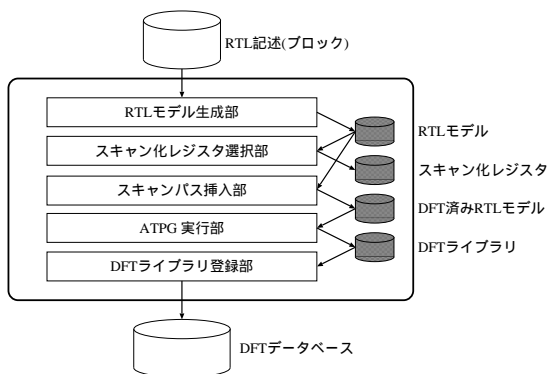 RTL記述(ブロック)
RTLモデル生成部
スキャン化レジスタ選択部
スキャンパス挿入部
ATPG 実行部
DFTライブラリ登録部
RTLモデル
スキャン化レジスタ
DFT済みRTLモデル
DFTライブラリ
DFTデータベース